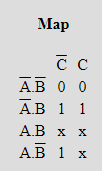 Map
C̅ C
A̅.B̅ 0 0
A̅.B 1 1
A.B x x
A.B̅ 1 x